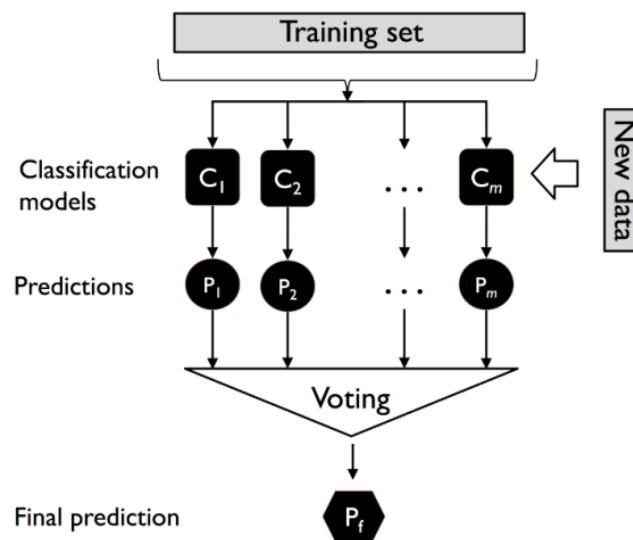 Training set
New data
Classification
models
C1 C2 ... Cm
Predictions
P1 P2 ... Pm
Voting
Final prediction
Pf